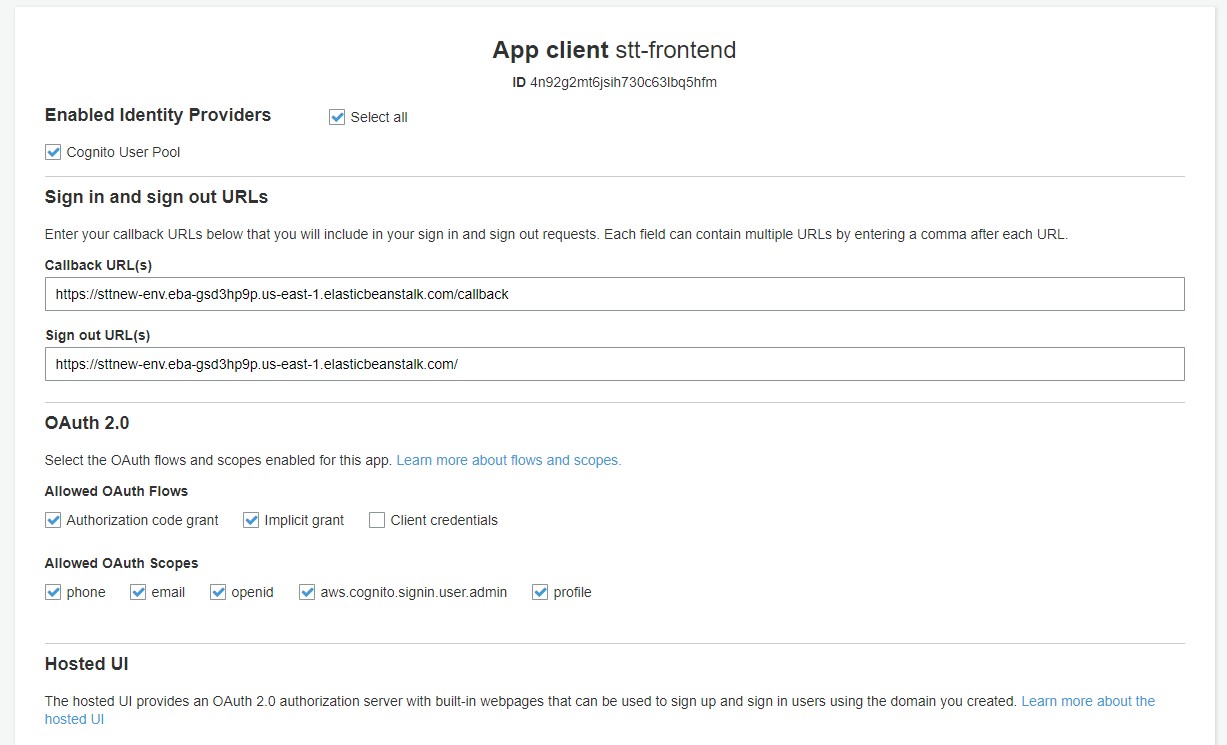 App client stt-frontend
ID 4n92g2mt6jsih730c63lbq5hfm
Enabled Identity Providers
Select all
Cognito User Pool
Sign in and sign out URLs
Enter your callback URLs below that you will include in your sign in and sign out requests. Each field can contain multiple URLs by entering a comma after each URL.
Callback URL(s)
https://sttnew-env.eba-gsd3hp9p.us-east-1.elasticbeanstalk.com/callback
Sign out URL(s)
https://sttnew-env.eba-gsd3hp9p.us-east-1.elasticbeanstalk.com/
OAuth 2.0
Select the OAuth flows and scopes enabled for this app. Learn more about flows and scopes.
Allowed OAuth Flows
Authorization code grant Implicit grant Client credentials
Allowed OAuth Scopes
phone email openid aws.cognito.signin.user.admin profile
Hosted UI
The hosted UI provides an OAuth 2.0 authorization server with built-in webpages that can be used to sign up and sign in users using the domain you created. Learn more about the
hosted UI